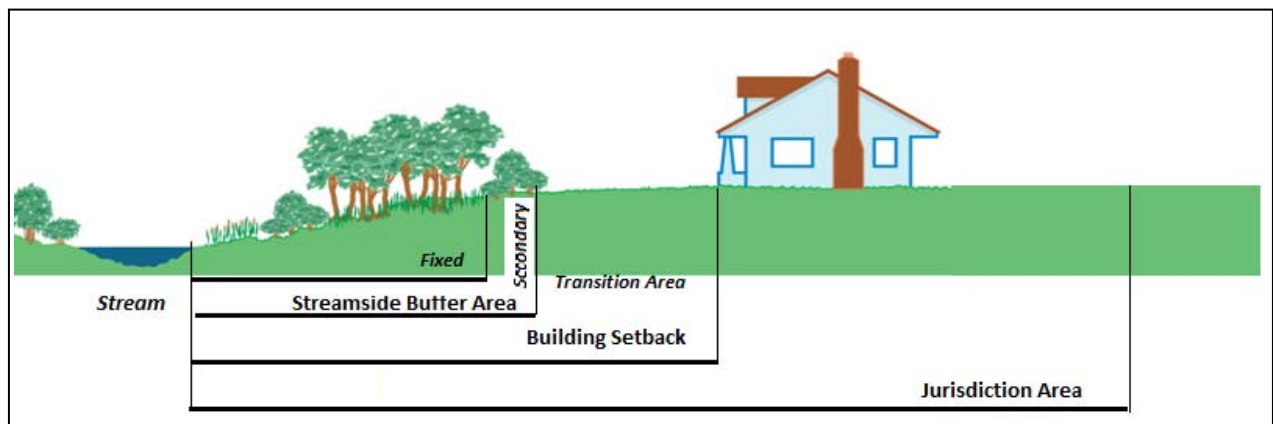 Fixed
Sccondary
Stream
Streamside Butter Area
Transition Area
Building Setback
Jurisdiction Area